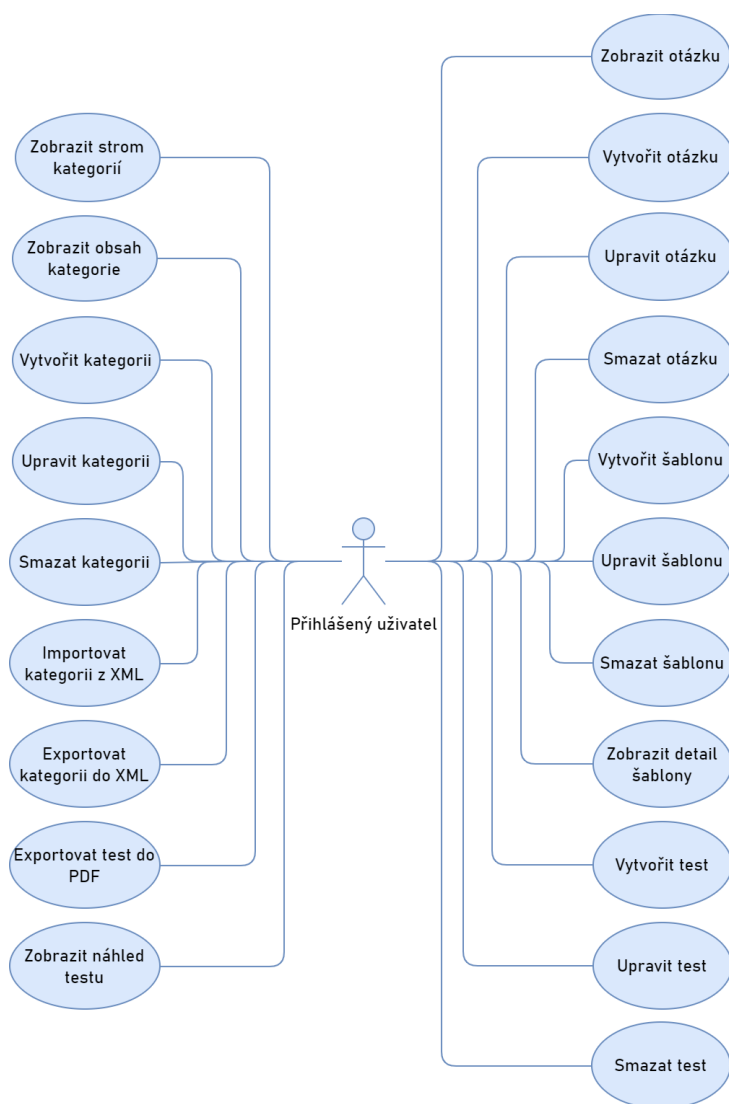 Zobrazit strom
kategorií
Zobrazit obsah
kategorie
Vytvořit kategorii
Upravit kategorii
Smazat kategorii
Importovat
kategorii z XML
Exportovat
kategorii do XML
Exportovat test do
PDF
Zobrazit náhled
testu
Přihlášený uživatel
Zobrazit otázku
Vytvořit otázku
Upravit otázku
Smazat otázku
Vytvořit šablonu
Upravit šablonu
Smazat šablonu
Zobrazit detail
šablony
Vytvořit test
Upravit test
Smazat test